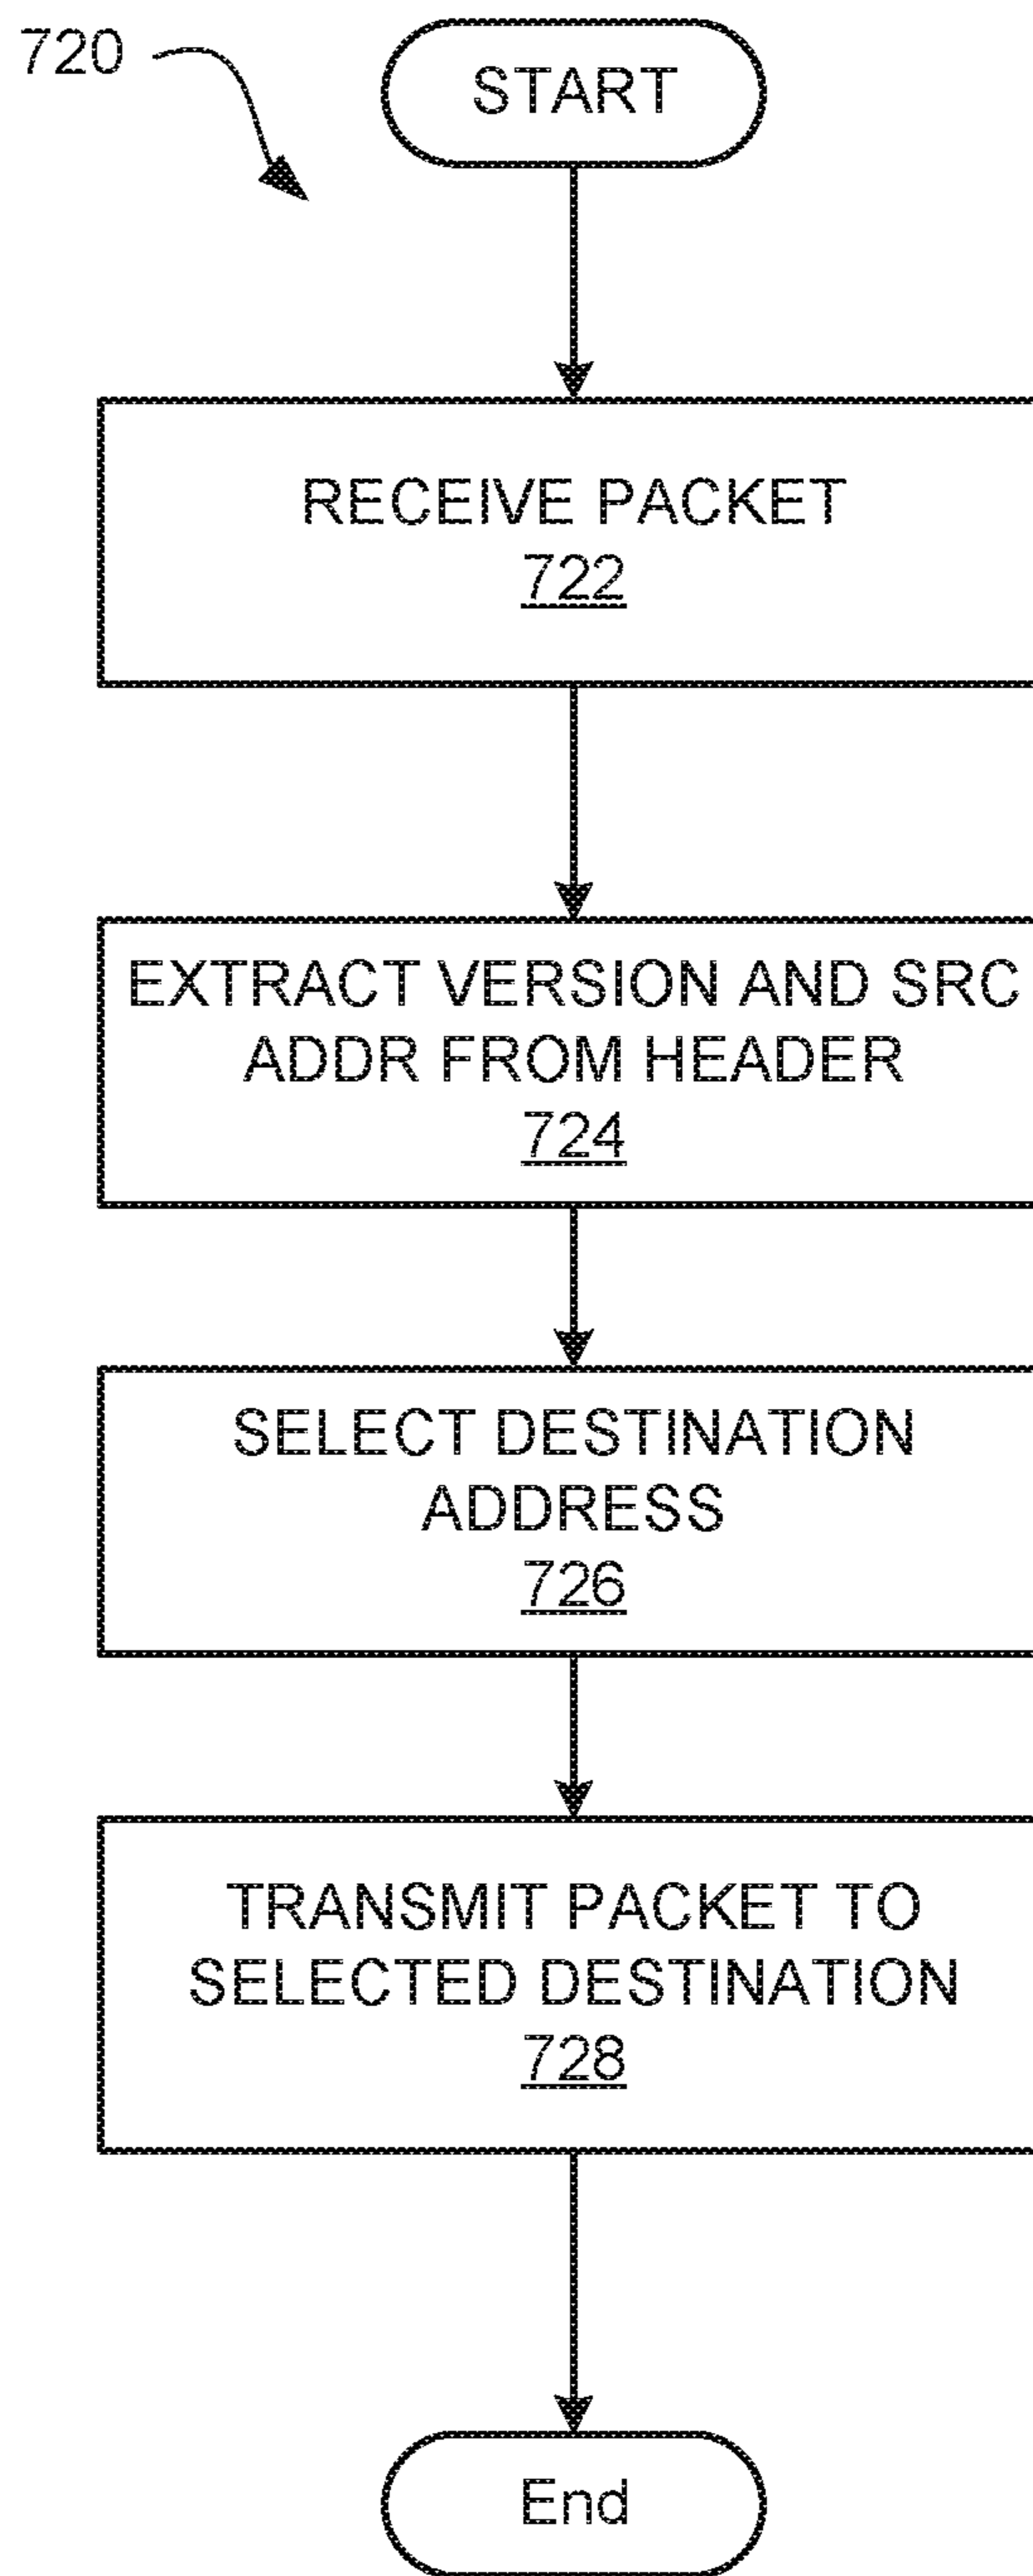 720
START
RECEIVE PACKET
722
EXTRACT VERSION AND SRC
ADDR FROM HEADER
724
SELECT DESTINATION
ADDRESS
726
TRANSMIT PACKET TO
SELECTED DESTINATION
728
End